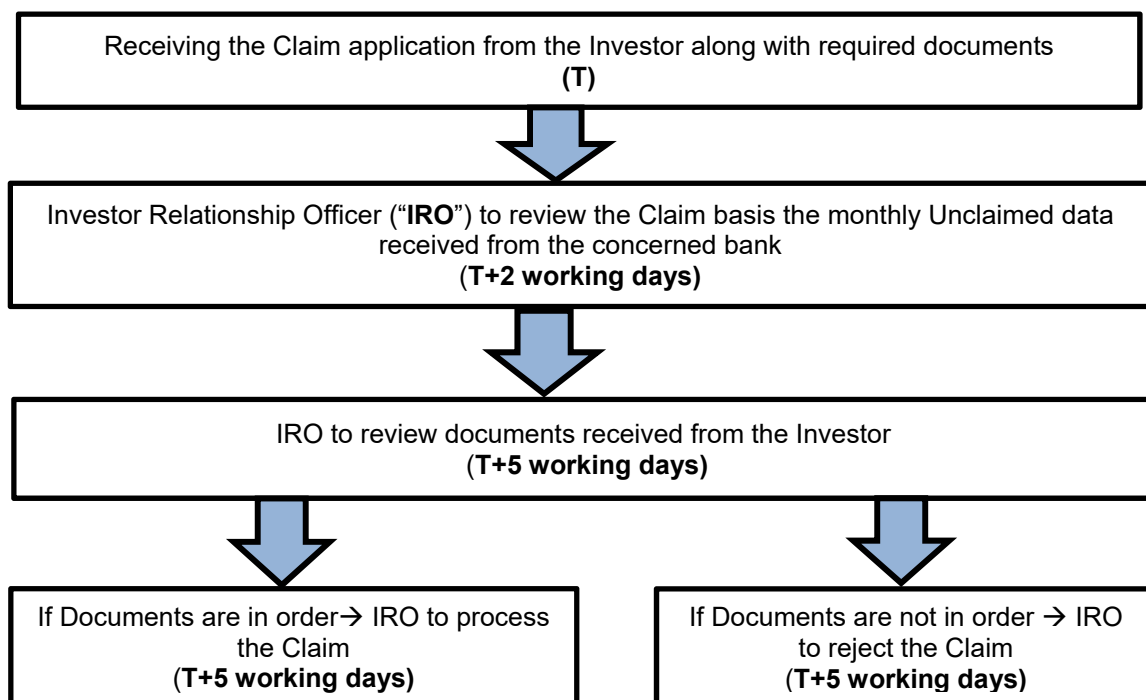 Receiving the Claim application from the Investor along with required documents
(T)
Investor Relationship Officer (“IRO”) to review the Claim basis the monthly Unclaimed data
received from the concerned bank
(T+2 working days)
IRO to review documents received from the Investor
(T+5 working days)
If Documents are in order→ IRO to process
the Claim
(T+5 working days)
If Documents are not in order → IRO
to reject the Claim
(T+5 working days)